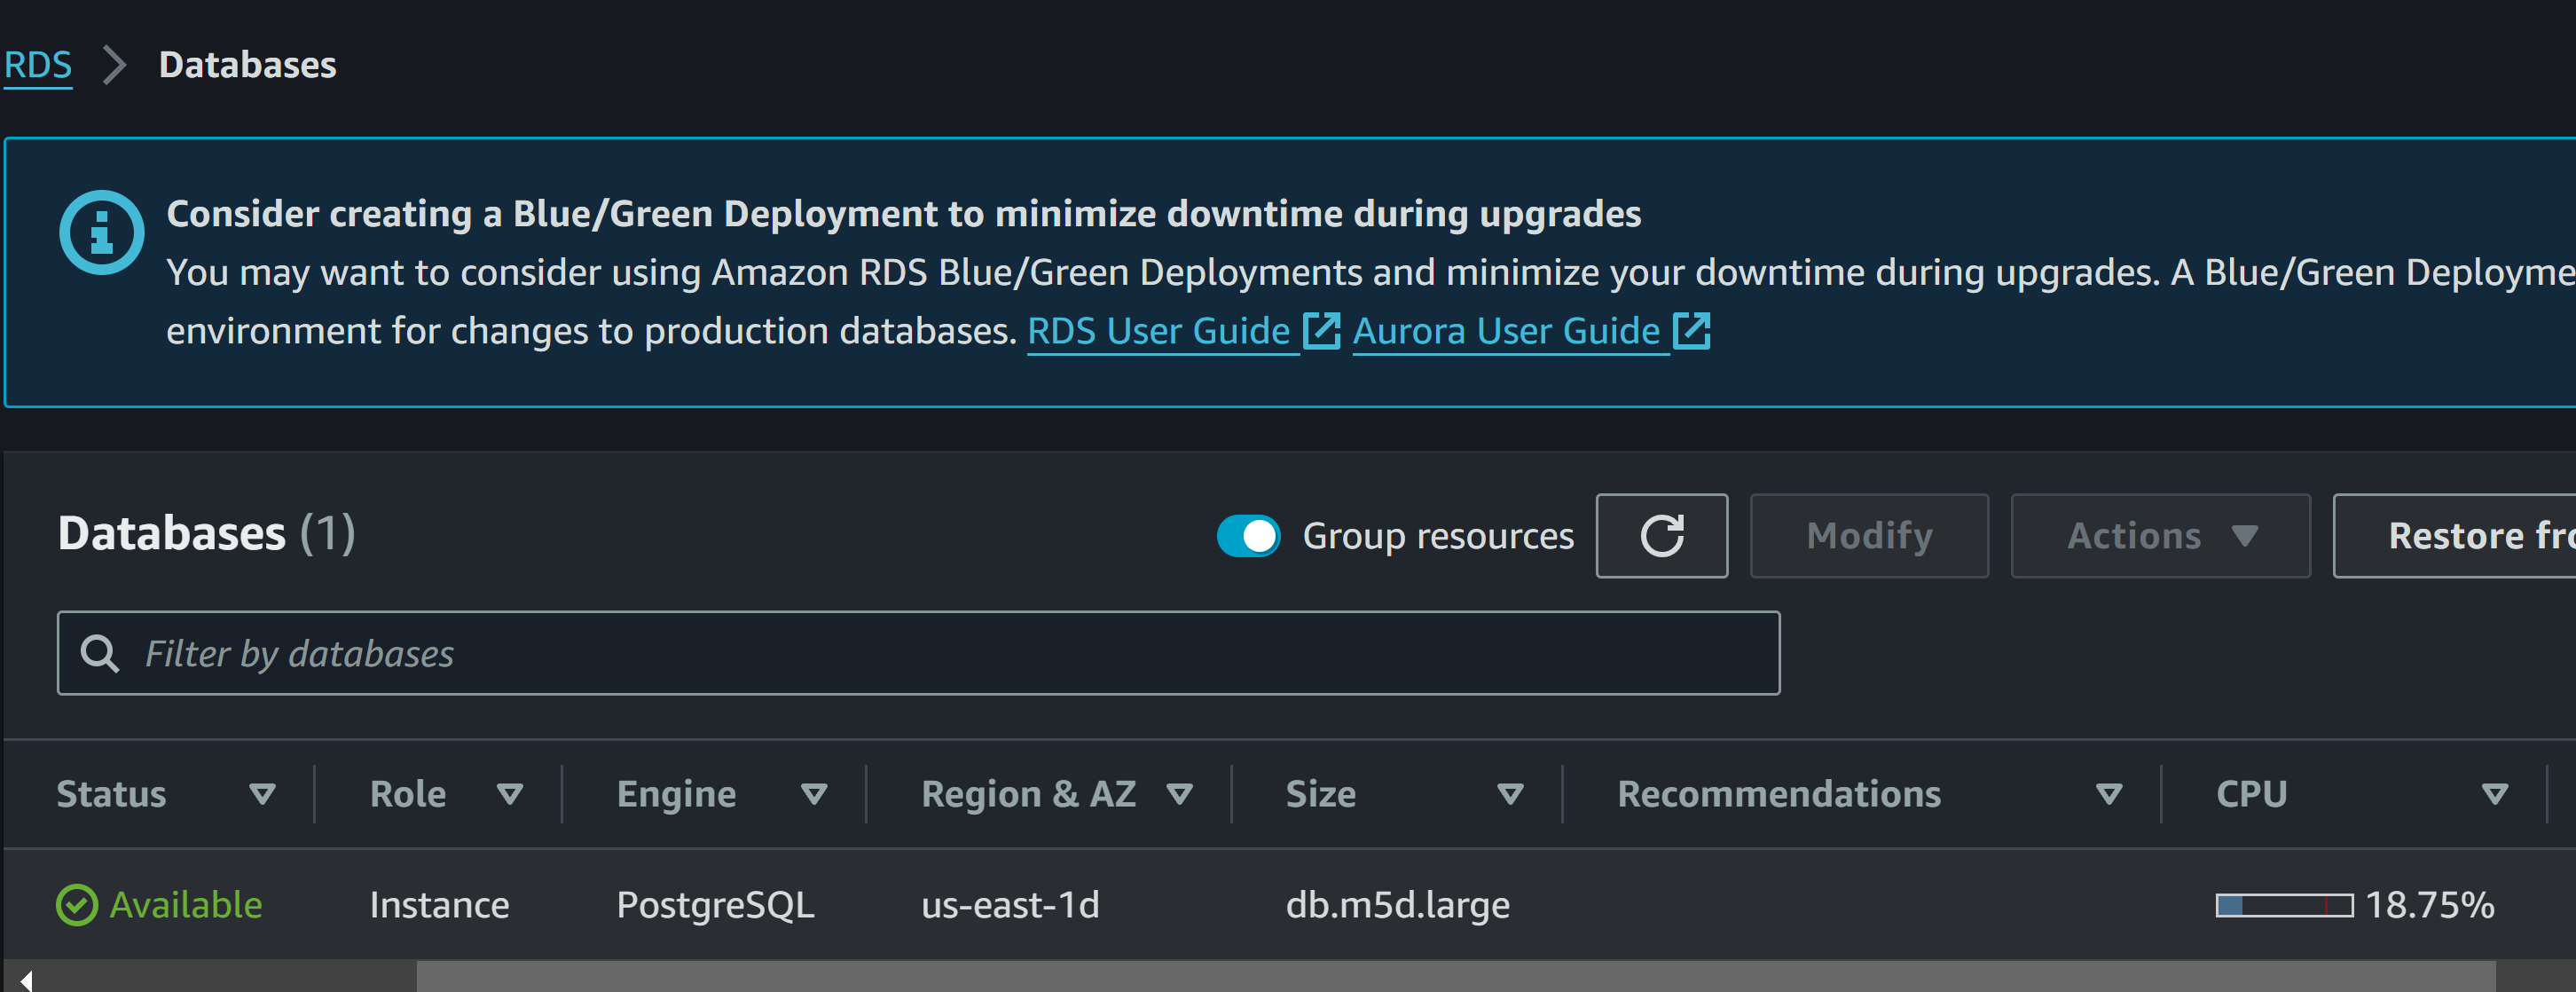 RDS > Databases
Consider creating a Blue/Green Deployment to minimize downtime during upgrades
You may want to consider using Amazon RDS Blue/Green Deployments and minimize your downtime during upgrades. A Blue/Green Deployme
environment for changes to production databases. RDS User Guide Aurora User Guide
Databases (1)
Group resources
Modify
Actions
Restore fro
Filter by databases
Status Role Engine Region & AZ Size Recommendations CPU
Available Instance PostgreSQL us-east-1d db.m5d.large 18.75%